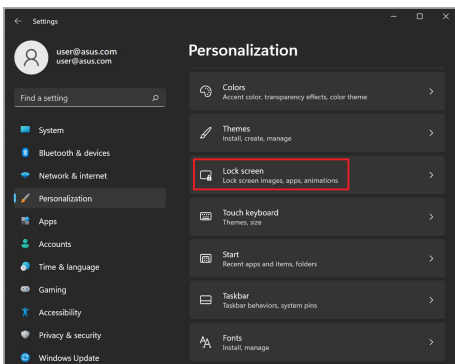 Settings
user@asus.com
user@asus.com
Find a setting
System
Bluetooth & devices
Network & internet
Personalization
Apps
Accounts
Time & language
Gaming
Accessibility
Privacy & security
Windows Update
Personalization
Colors
Accent color, transparency effects, color theme
Themes
Install, create, manage
Lock screen
Lock screen images, apps, animations
Touch keyboard
Themes, size
Start
Recent apps and items, folders
Taskbar
Taskbar behaviors, system pins
Fonts
Install, manage